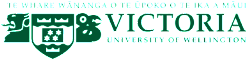 TE WHARE WĀNANGA O TE ŪPOKO O TE IKA A MĀUI
VICTORIA
UNIVERSITY OF WELLINGTON